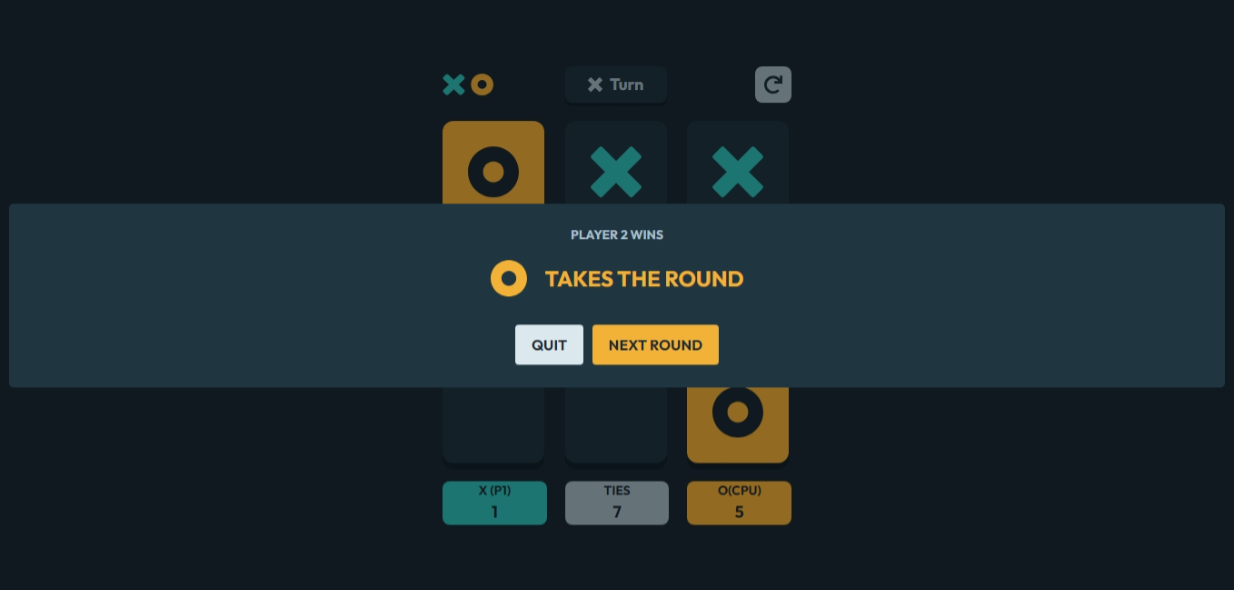 Turn
PLAYER 2 WINS
TAKES THE ROUND
QUIT
NEXT ROUND
X (P1)
TIES
O(CPU)
1
7
5